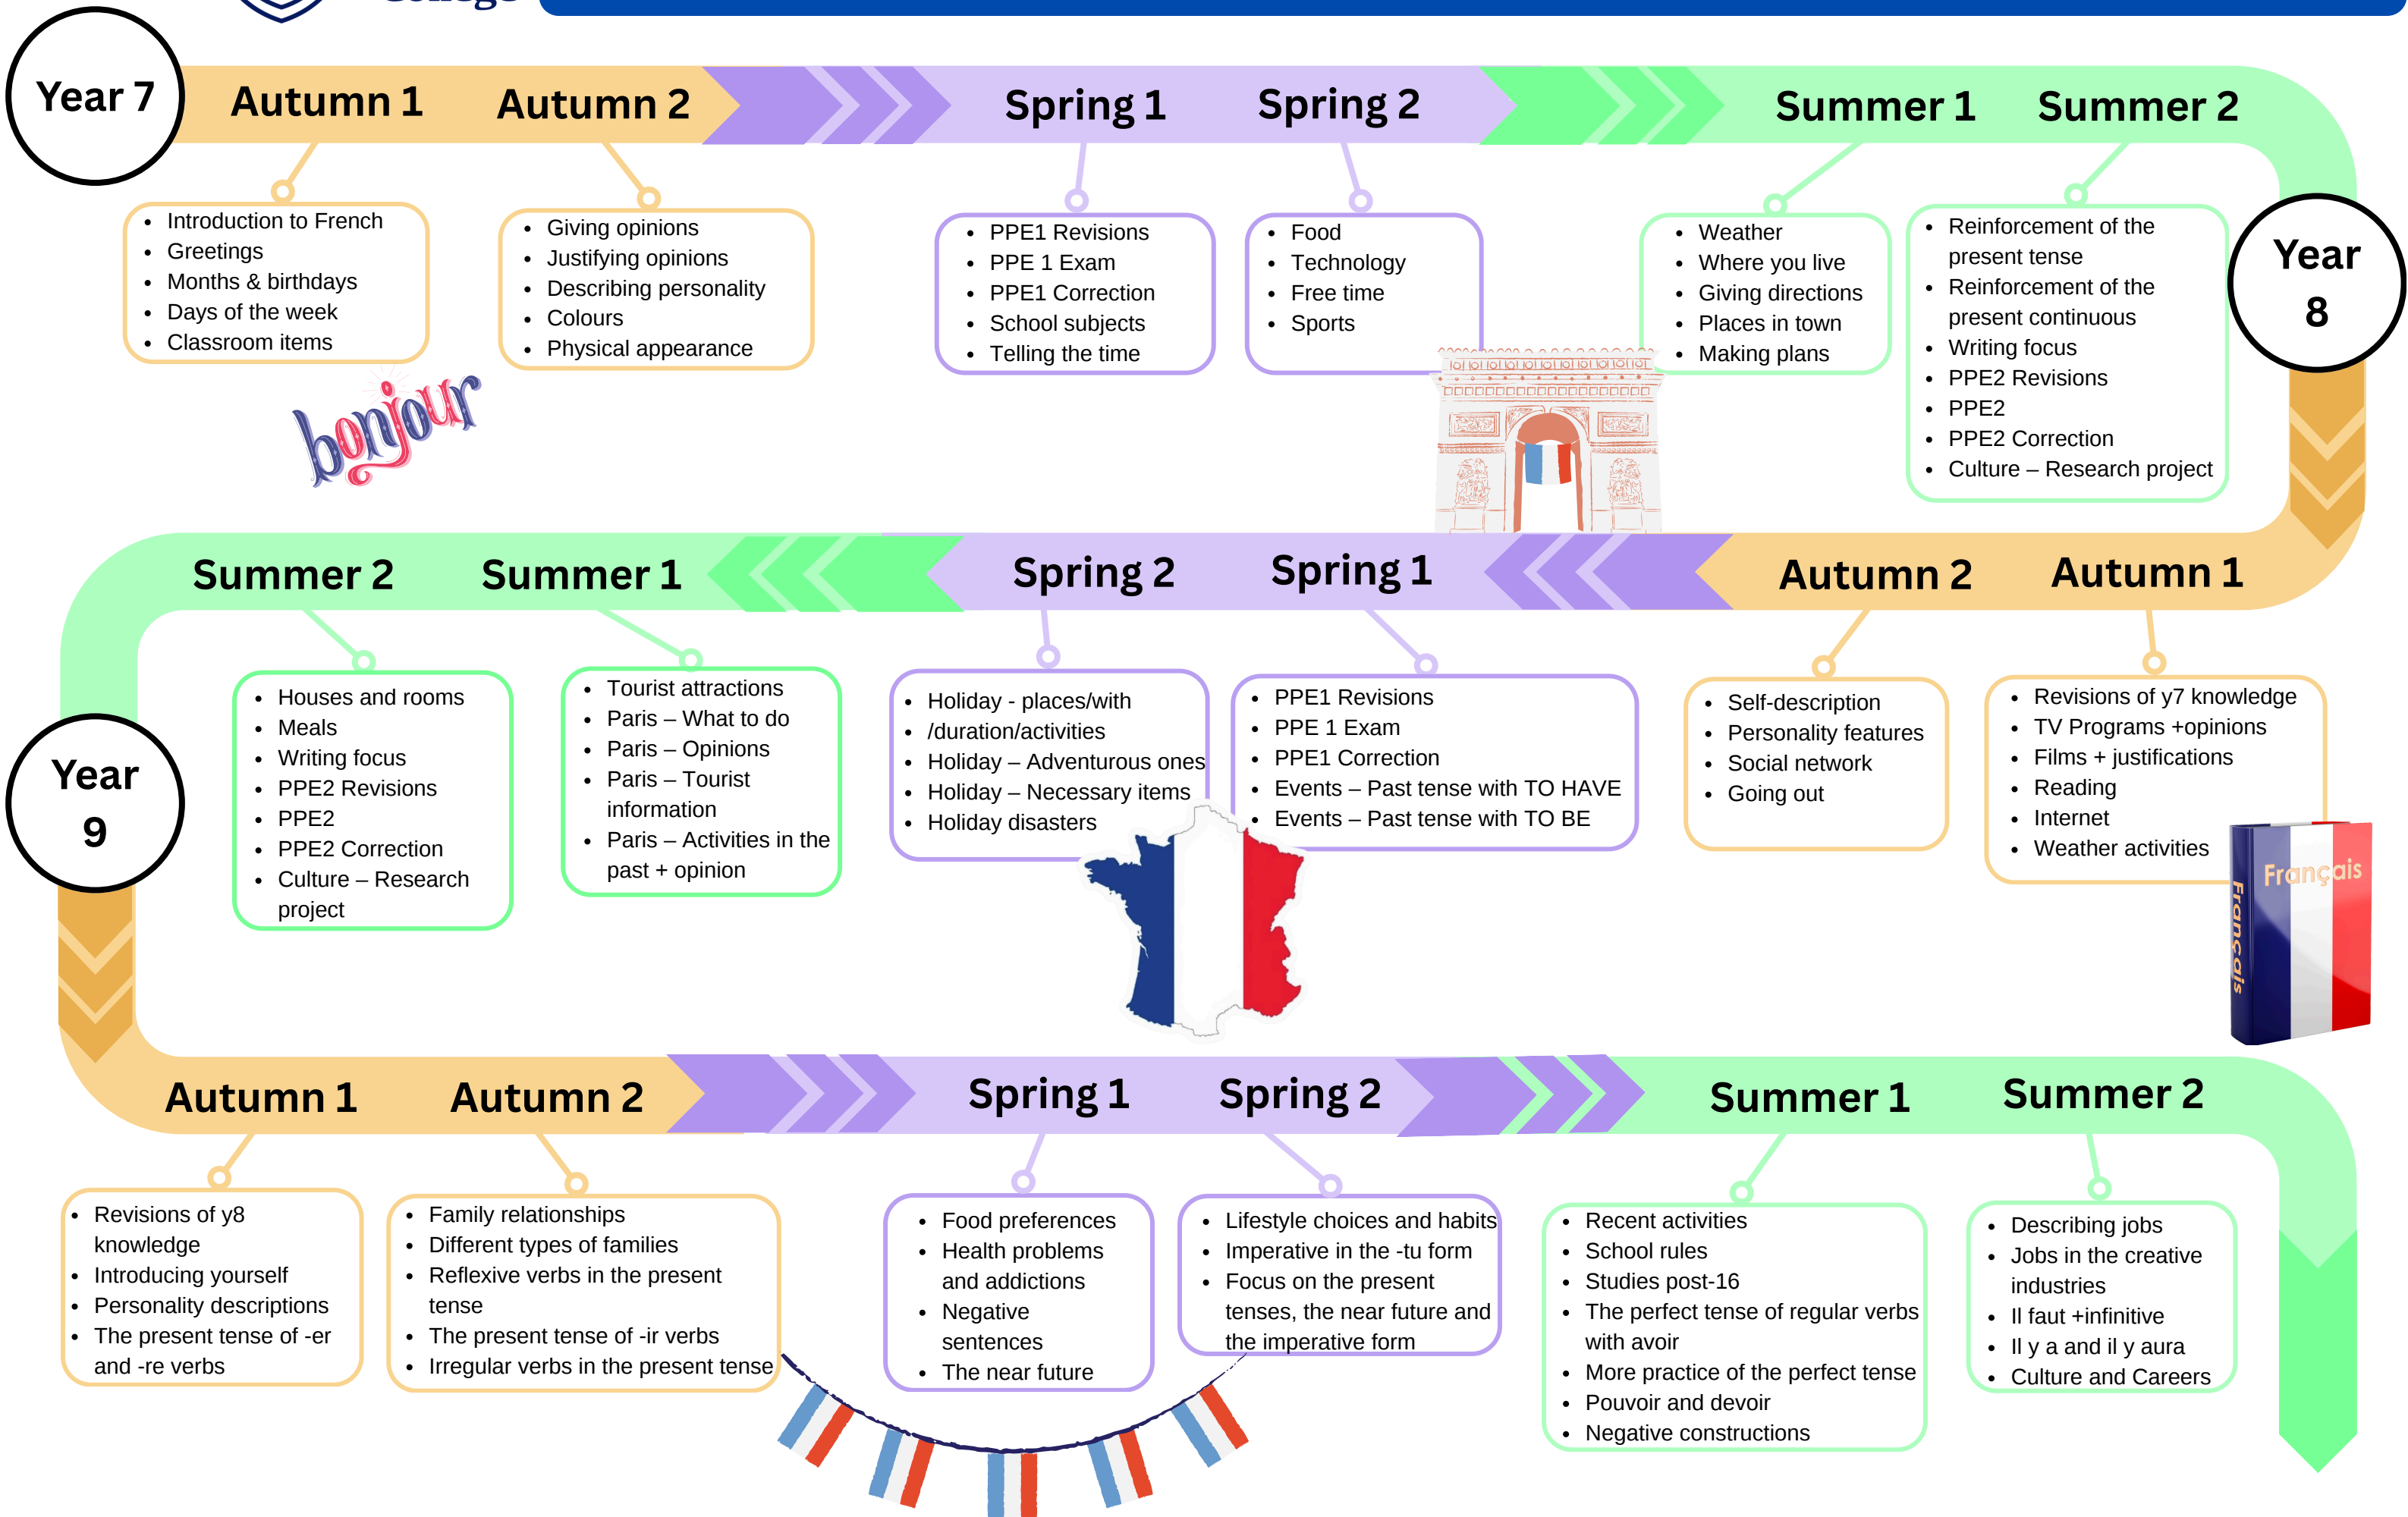 College
Year 7
Autumn 1
Autumn 2
Spring 1
Spring 2
Summer 1
Summer 2
• Introduction to French
• Greetings
• Months & birthdays
• Days of the week
• Classroom items
• Giving opinions
• Justifying opinions
• Describing personality
• Colours
• Physical appearance
• PPE1 Revisions
• PPE 1 Exam
• PPE1 Correction
• School subjects
• Telling the time
• Food
• Technology
• Free time
• Sports
• Weather
• Where you live
• Giving directions
• Places in town
• Making plans
• Reinforcement of the
present tense
• Reinforcement of the
present continuous
• Writing focus
• PPE2 Revisions
• PPE2
• PPE2 Correction
• Culture – Research project
bonjour
Year
8
Autumn 1
Autumn 2
Spring 1
Spring 2
Summer 1
Summer 2
• Revisions of y7 knowledge
• TV Programs +opinions
• Films + justifications
• Reading
• Internet
• Weather activities
Français
Français
• Self-description
• Personality features
• Social network
• Going out
• PPE1 Revisions
• PPE 1 Exam
• PPE1 Correction
• Events – Past tense with TO HAVE
• Events – Past tense with TO BE
• Holiday - places/with
• /duration/activities
• Holiday – Adventurous ones
• Holiday – Necessary items
• Holiday disasters
• Tourist attractions
• Paris – What to do
• Paris – Opinions
• Paris – Tourist
information
• Paris – Activities in the
past + opinion
• Houses and rooms
• Meals
• Writing focus
• PPE2 Revisions
• PPE2
• PPE2 Correction
• Culture – Research
project
Year
9
Autumn 1
Autumn 2
Spring 1
Spring 2
Summer 1
Summer 2
• Revisions of y8
knowledge
• Introducing yourself
• Personality descriptions
• The present tense of -er
and -re verbs
• Family relationships
• Different types of families
• Reflexive verbs in the present
tense
• The present tense of -ir verbs
• Irregular verbs in the present tense
• Food preferences
• Health problems
and addictions
• Negative
sentences
• The near future
• Lifestyle choices and habits
• Imperative in the -tu form
• Focus on the present
tenses, the near future and
the imperative form
• Recent activities
• School rules
• Studies post-16
• The perfect tense of regular verbs
with avoir
• More practice of the perfect tense
• Pouvoir and devoir
• Negative constructions
• Describing jobs
• Jobs in the creative
industries
• Il faut +infinitive
• Il y a and il y aura
• Culture and Careers